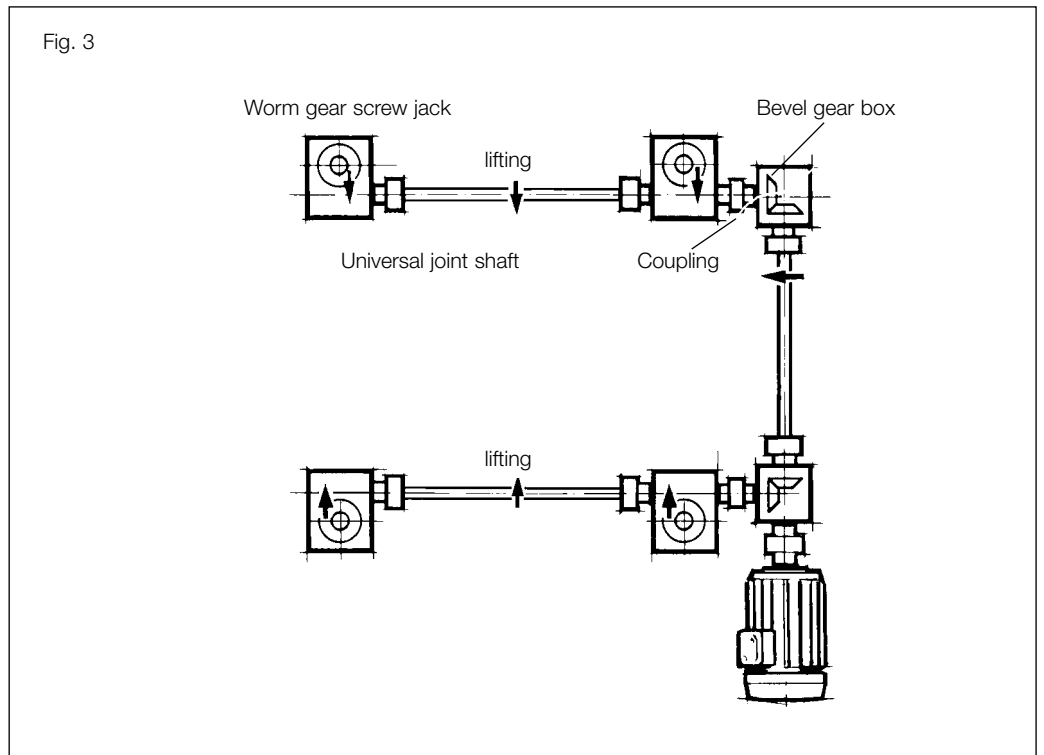 Fig. 3
Worm gear screw jack
Bevel gear box
lifting
Universal joint shaft
Coupling
lifting